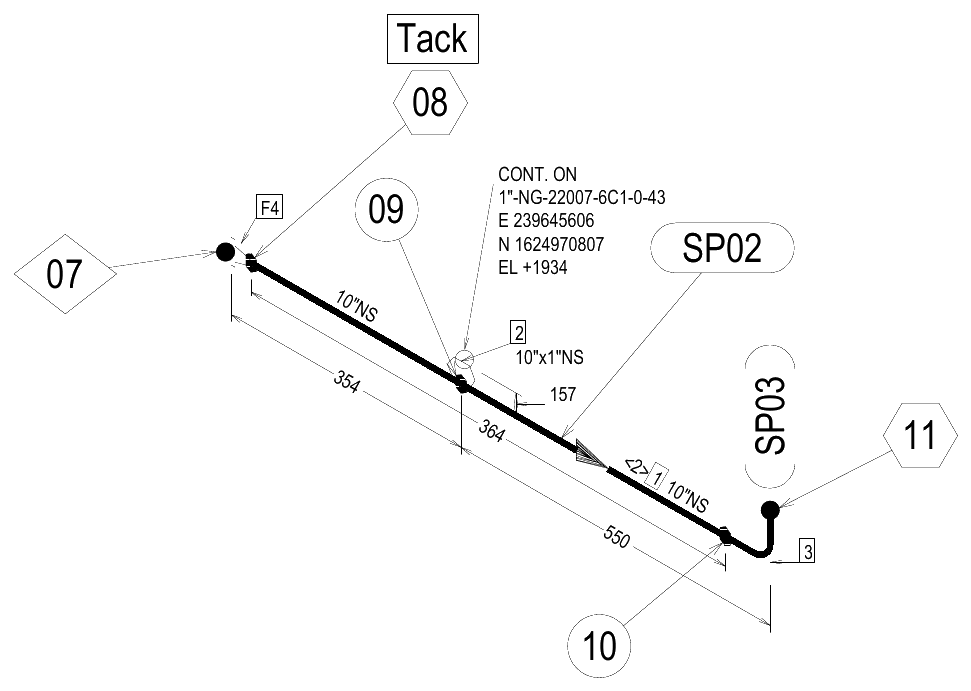 Tack
08
CONT. ON
1"-NG-22007-6C1-0-43
E 239645606
N 1624970807
EL +1934
F4
09
SP02
07
10"NS
2
10"x1"NS
354
157
364
SP03
11
<2> 1 10"NS
550
3
10